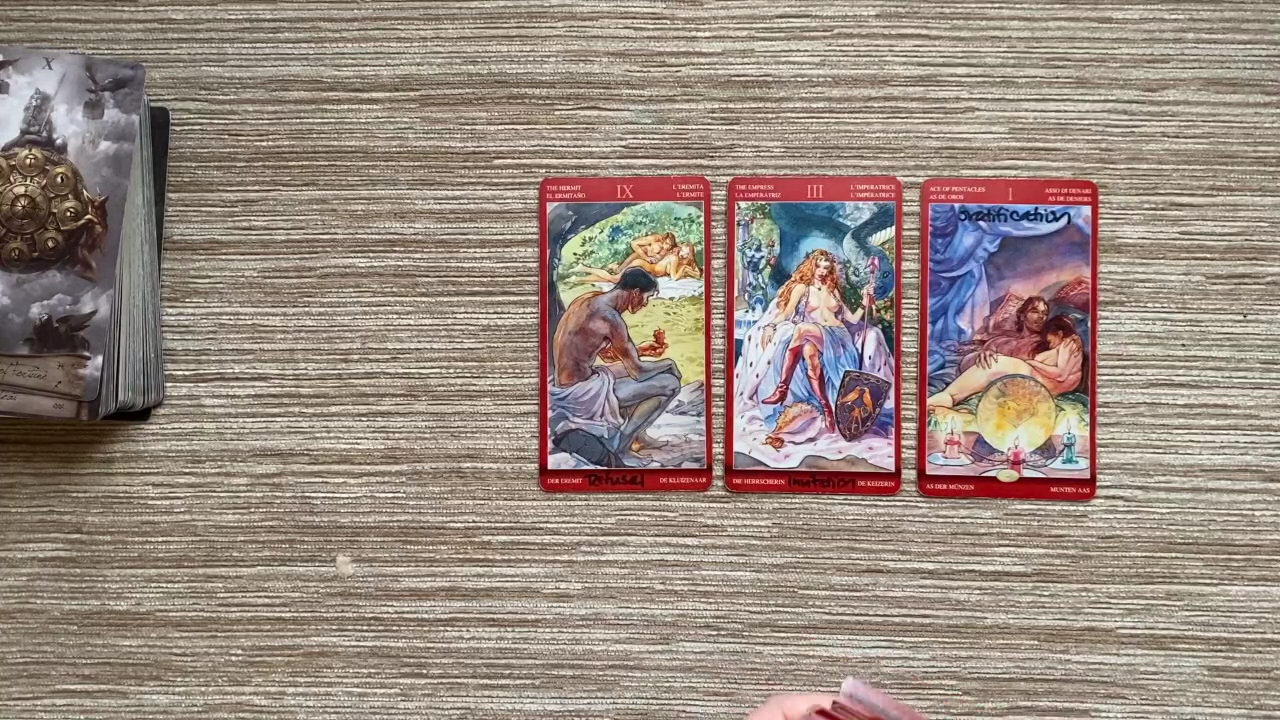 X
THE HERMIT
EL ERMITAÑO
IX
L'EREMITA
L'ERMITE
DER EREMIT
Refusal
DE KLUIZENAAR
THE EMPRESS
LA EMPERATRIZ
III
L'IMPERATRICE
L'IMPÉRATRICE
DIE HERRSCHERIN
Invitation
DE KEIZERIN
ACE OF PENTACLES
AS DE OROS
1
ASSO DI DENARI
AS DE DENIERS
Gratification
AS DER MÜNZEN
MUNTEN AAS